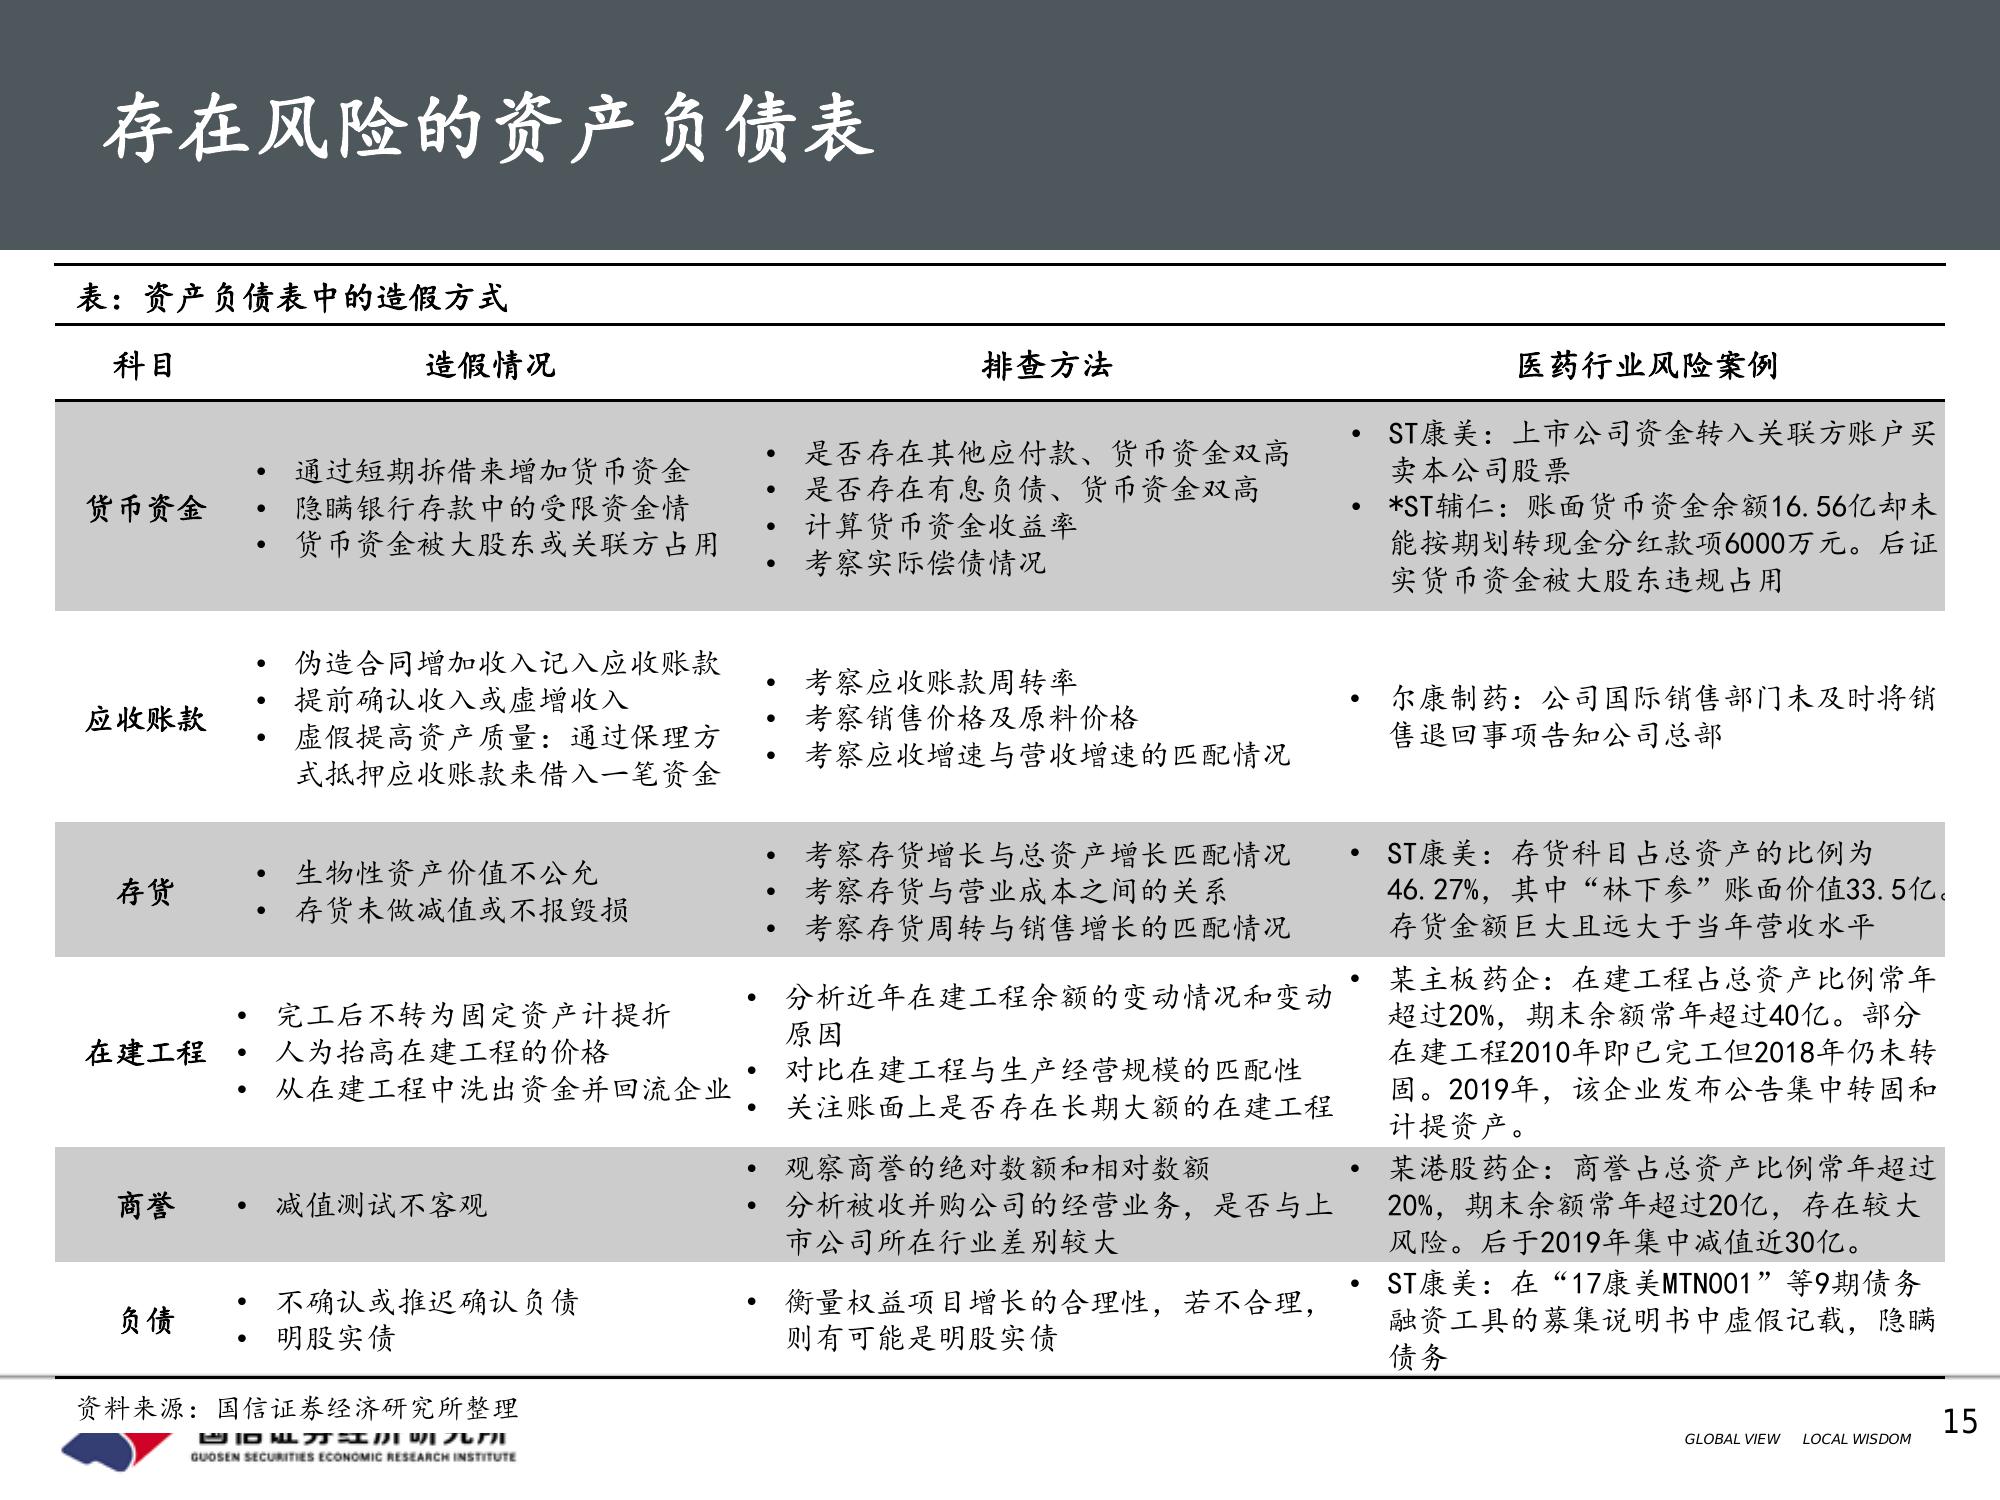 存在风险的资产负债表
表：资产负债表中的造假方式
科目
造假情况
排查方法
医药行业风险案例
货币资金
• 通过短期拆借来增加货币资金
• 隐瞒银行存款中的受限资金情
• 货币资金被大股东或关联方占用
• 是否存在其他应付款、货币资金双高
• 是否存在有息负债、货币资金双高
• 计算货币资金收益率
• 考察实际偿债情况
• ST康美：上市公司资金转入关联方账户买
卖本公司股票
• *ST辅仁：账面货币资金余额16.56亿却未
能按期划转现金分红款项6000万元。后证
实货币资金被大股东违规占用
应收账款
• 伪造合同增加收入记入应收账款
• 提前确认收入或虚增收入
• 虚假提高资产质量：通过保理方
式抵押应收账款来借入一笔资金
• 考察应收账款周转率
• 考察销售价格及原料价格
• 考察应收增速与营收增速的匹配情况
• 尔康制药：公司国际销售部门未及时将销
售退回事项告知公司总部
存货
• 生物性资产价值不公允
• 存货未做减值或不报毁损
• 考察存货增长与总资产增长匹配情况
• 考察存货与营业成本之间的关系
• 考察存货周转与销售增长的匹配情况
• ST康美：存货科目占总资产的比例为
46.27%，其中“林下参”账面价值33.5亿。
存货金额巨大且远大于当年营收水平
在建工程
• 完工后不转为固定资产计提折
• 人为抬高在建工程的价格
• 从在建工程中洗出资金并回流企业
• 分析近年在建工程余额的变动情况和变动
原因
• 对比在建工程与生产经营规模的匹配性
• 关注账面上是否存在长期大额的在建工程
• 某主板药企：在建工程占总资产比例常年
超过20%，期末余额常年超过40亿。部分
在建工程2010年即已完工但2018年仍未转
固。2019年，该企业发布公告集中转固和
计提资产。
商誉
• 减值测试不客观
• 观察商誉的绝对数额和相对数额
• 分析被收并购公司的经营业务，是否与上
市公司所在行业差别较大
• 某港股药企：商誉占总资产比例常年超过
20%，期末余额常年超过20亿，存在较大
风险。后于2019年集中减值近30亿。
负债
• 不确认或推迟确认负债
• 明股实债
• 衡量权益项目增长的合理性，若不合理，
则有可能是明股实债
• ST康美：在“17康美MTN001”等9期债务
融资工具的募集说明书中虚假记载，隐瞒
债务
资料来源：国信证券经济研究所整理
国信证券经济研究所
GUOSEN SECURITIES ECONOMIC RESEARCH INSTITUTE
GLOBAL VIEW LOCAL WISDOM
15